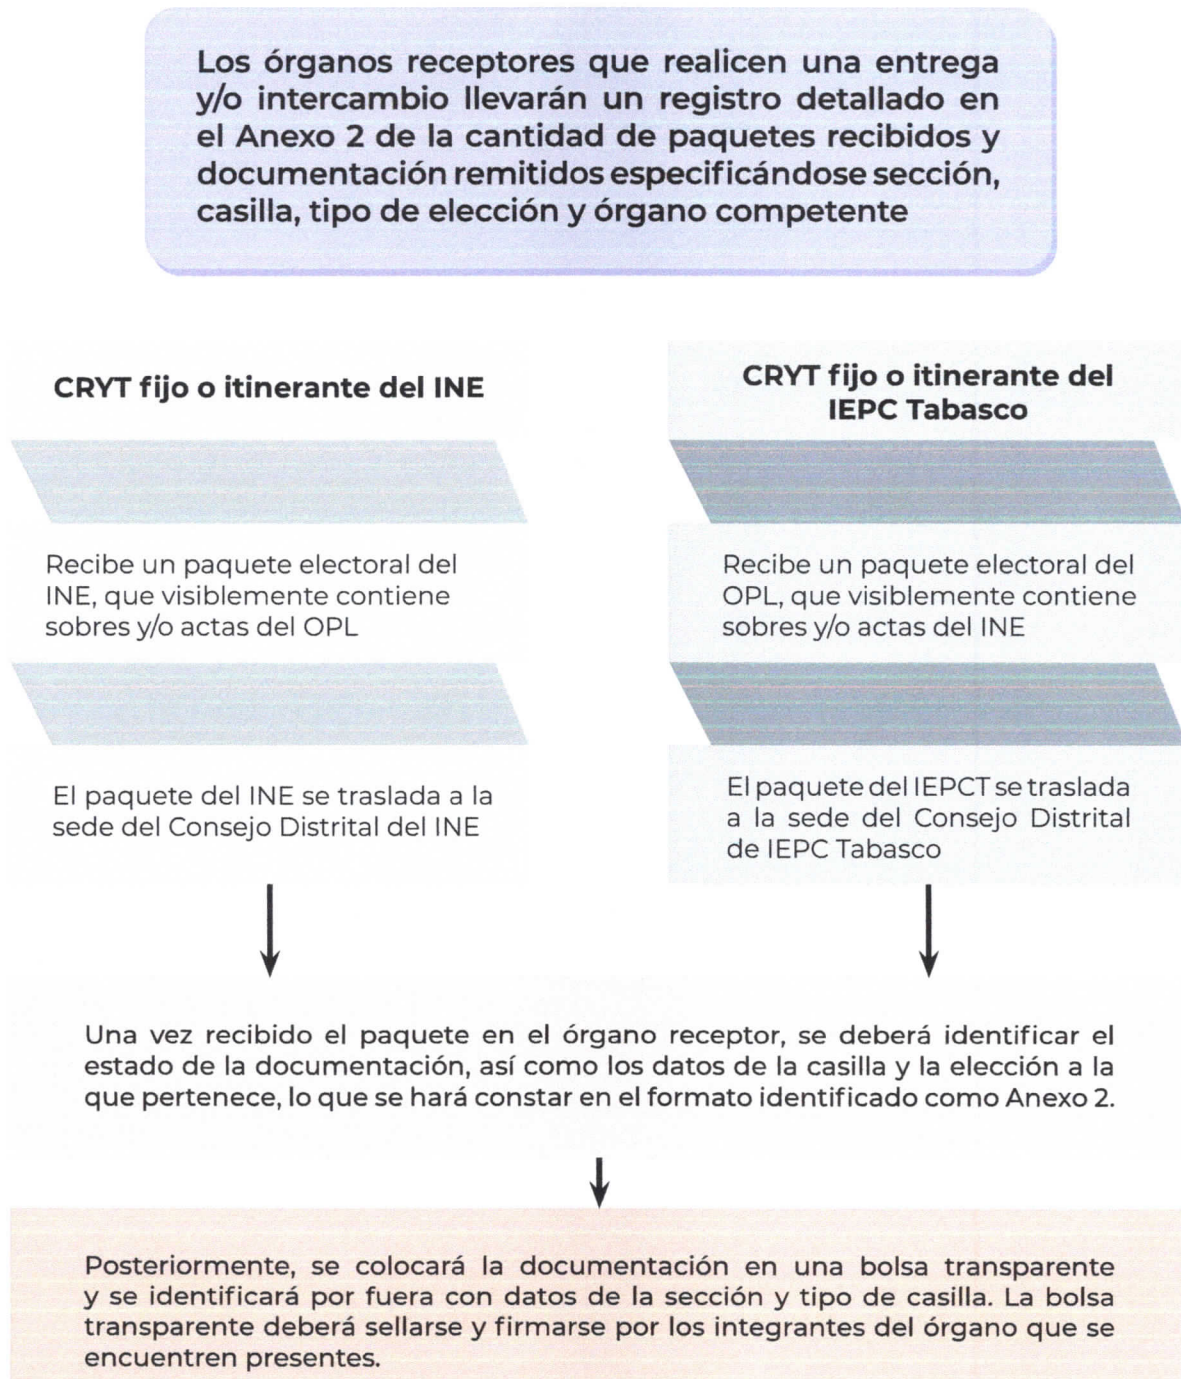 Los órganos receptores que realicen una entrega
y/o intercambio llevarán un registro detallado en
el Anexo 2 de la cantidad de paquetes recibidos y
documentación remitidos especificándose sección,
casilla, tipo de elección y órgano competente
CRYT fijo o itinerante del INE
Recibe un paquete electoral del
INE, que visiblemente contiene
sobres y/o actas del OPL
El paquete del INE se traslada a la
sede del Consejo Distrital del INE
CRYT fijo o itinerante del
IEPC Tabasco
Recibe un paquete electoral del
OPL, que visiblemente contiene
sobres y/o actas del INE
El paquete del IEPCT se traslada
a la sede del Consejo Distrital
de IEPC Tabasco
Una vez recibido el paquete en el órgano receptor, se deberá identificar el
estado de la documentación, así como los datos de la casilla y la elección a la
que pertenece, lo que se hará constar en el formato identificado como Anexo 2.
Posteriormente, se colocará la documentación en una bolsa transparente
y se identificará por fuera con datos de la sección y tipo de casilla. La bolsa
transparente deberá sellarse y firmarse por los integrantes del órgano que se
encuentren presentes.